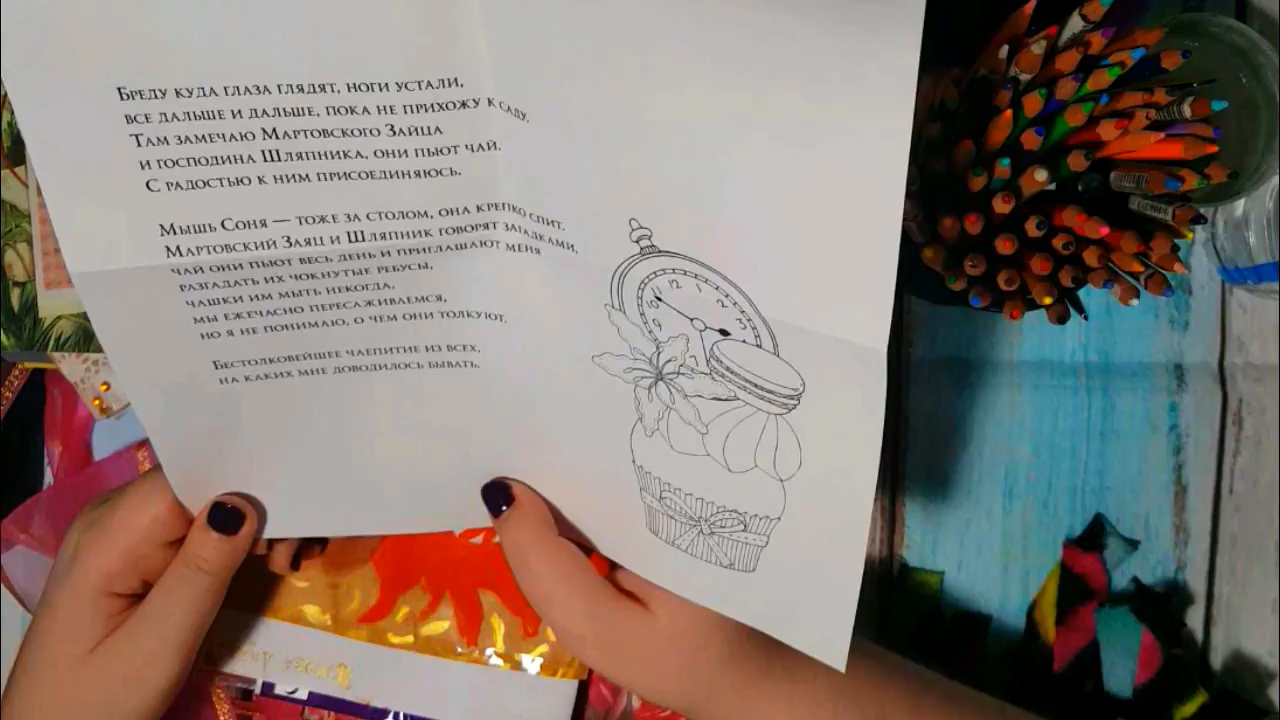 Бреду куда глаза глядят, ноги устали,
все дальше и дальше, пока не прихожу к саду.
Там замечаю Мартовского Зайца
и господина Шляпника, они пьют чай.
С радостью к ним присоединяюсь.
Мышь Соня — тоже за столом, она крепко спит.
Мартовский Заяц и Шляпник говорят загадками,
чай они пьют весь день и приглашают меня
разгадать их чокнутые ребусы,
чашки им мыть некогда,
мы ежечасно пересаживаемся,
но я не понимаю, о чем они толкуют.
Бестолковейшее чаепитие из всех,
на каких мне доводилось бывать.